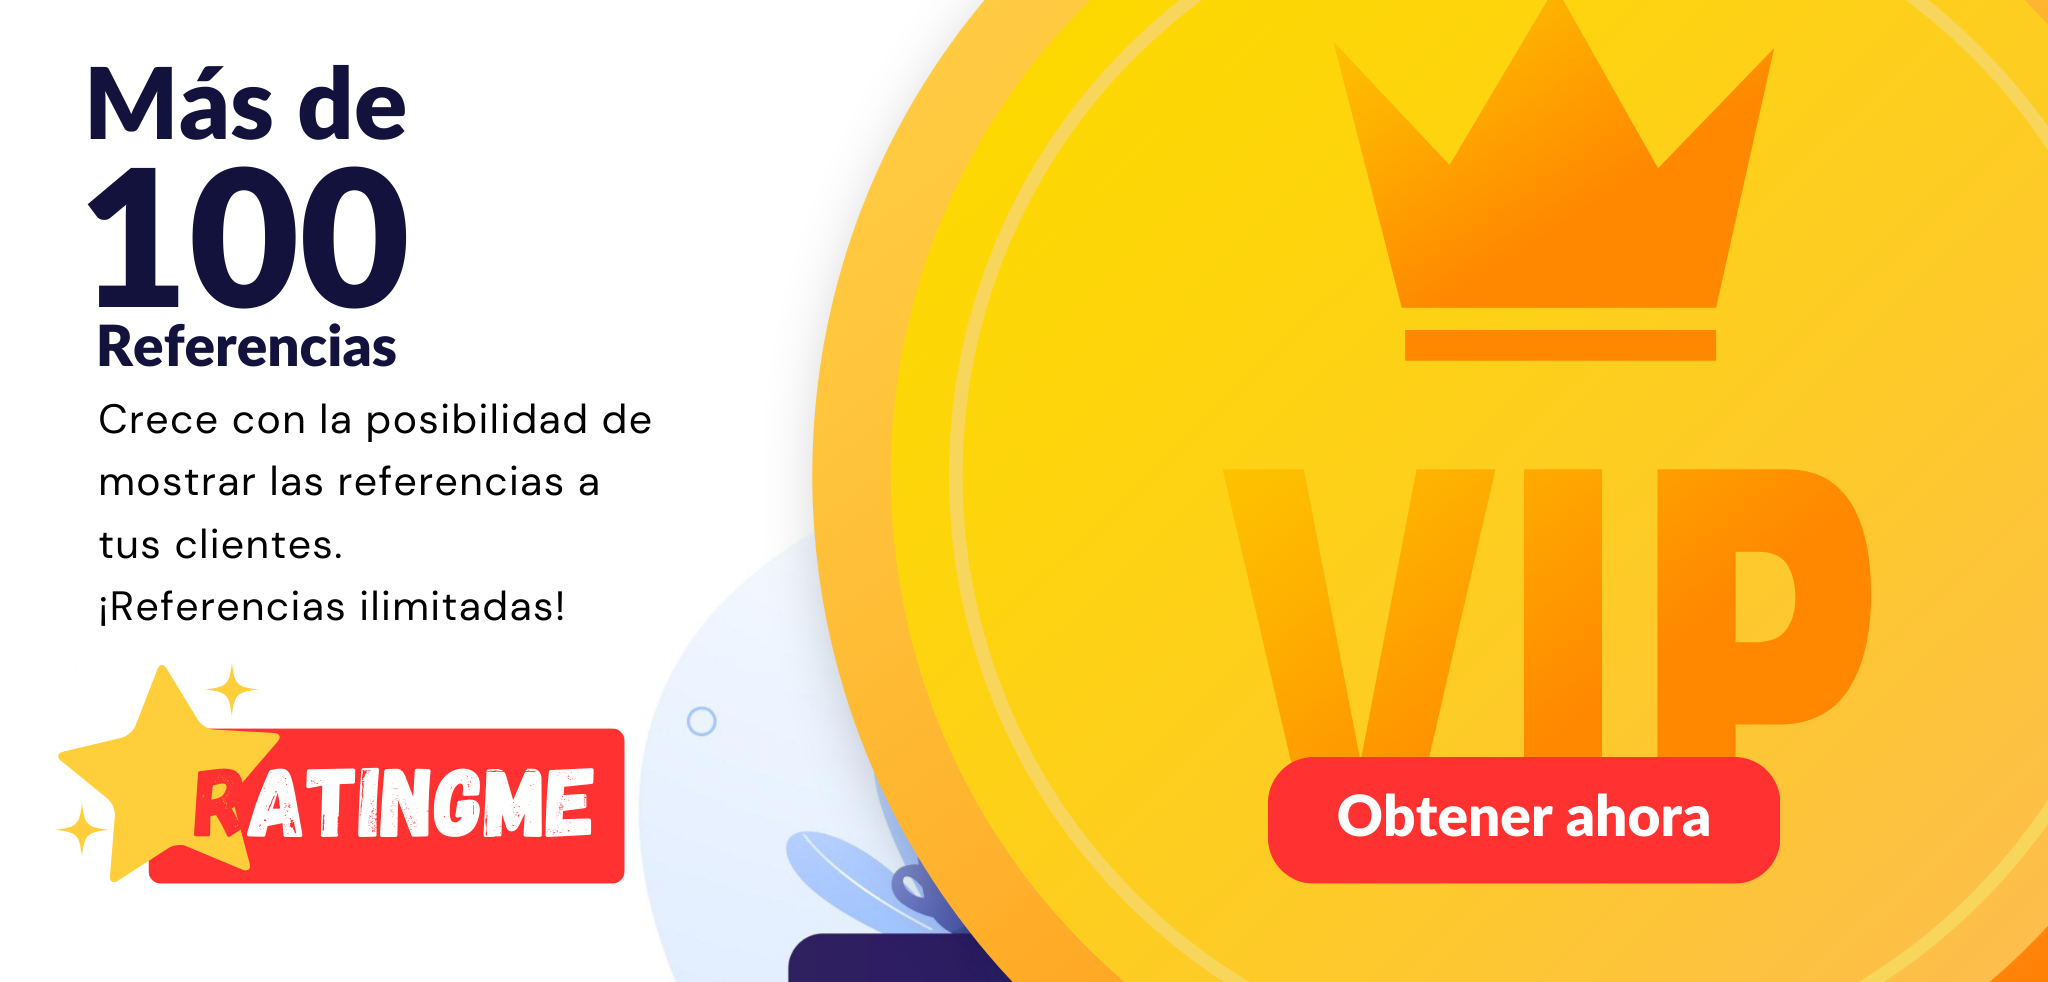 Más de
100
Referencias
Crece con la posibilidad de
mostrar las referencias a
tus clientes.
¡Referencias ilimitadas!
RATINGME
VIP
Obtener ahora